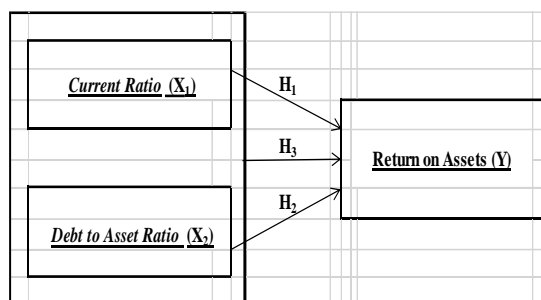 Current Ratio (X₁)
H₁
H₃
Return on Assets (Y)
H₂
Debt to Asset Ratio (X₂)